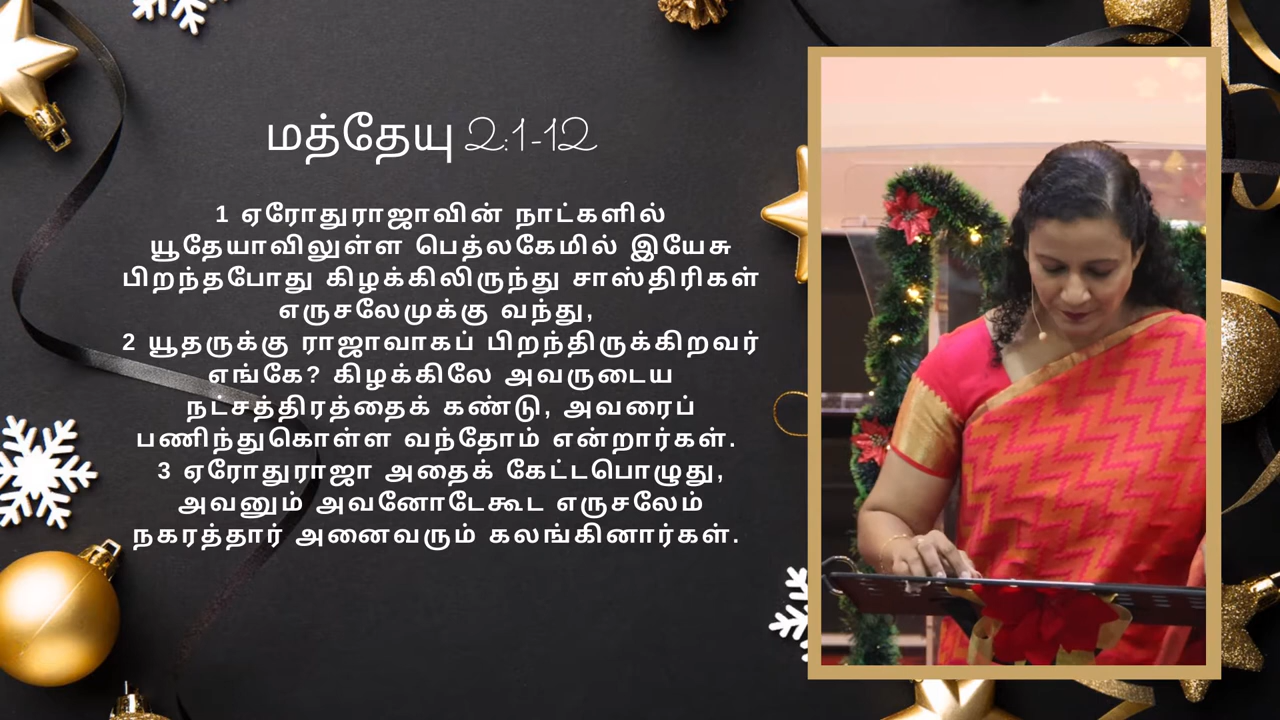 மத்தேயு 2:1-12
1 ஏரோதுராஜாவின் நாட்களில்
யூதேயாவிலுள்ள பெத்லகேமில் இயேசு
பிறந்தபோது கிழக்கிலிருந்து சாஸ்திரிகள்
எருசலேமுக்கு வந்து,
2 யூதருக்கு ராஜாவாகப் பிறந்திருக்கிறவர்
எங்கே? கிழக்கிலே அவருடைய
நட்சத்திரத்தைக் கண்டு, அவரைப்
பணிந்துகொள்ள வந்தோம் என்றார்கள்.
3 ஏரோதுராஜா அதைக் கேட்டபொழுது,
அவனும் அவனோடேகூட எருசலேம்
நகரத்தார் அனைவரும் கலங்கினார்கள்.